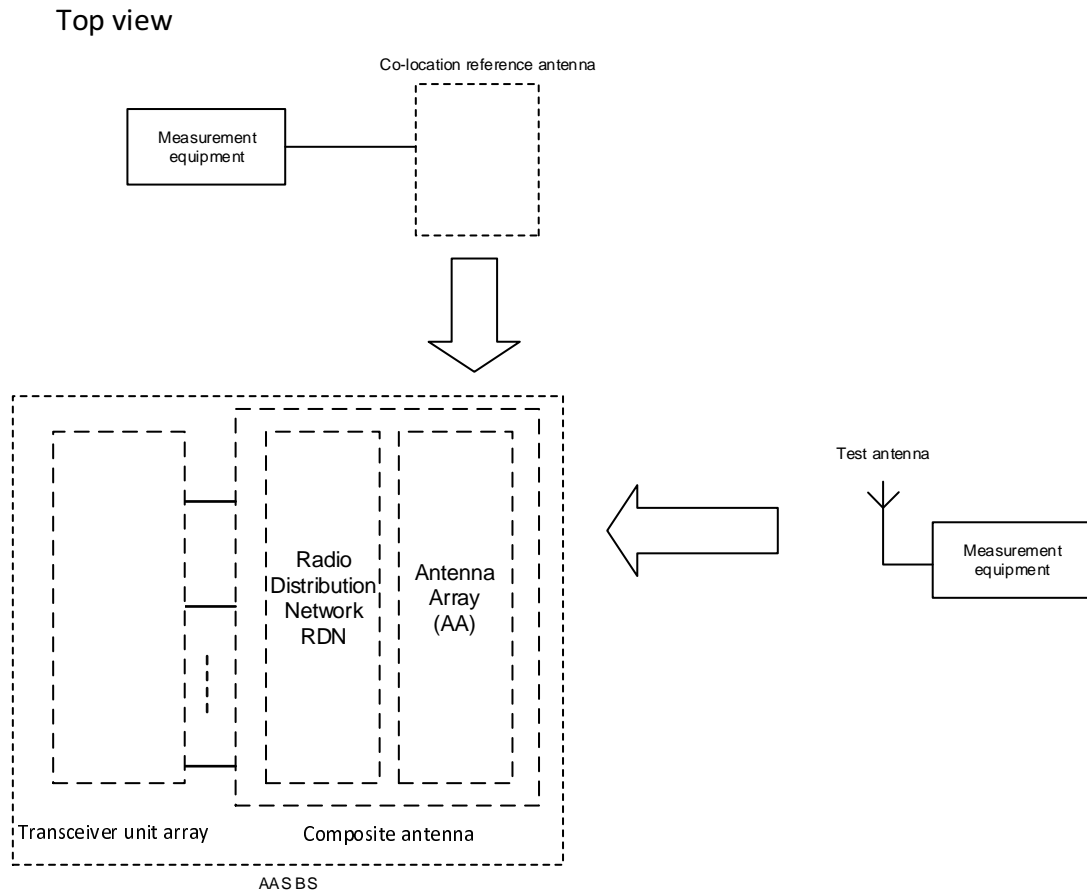 Top view
Co-location reference antenna
Measurement
equipment
Test antenna
Measurement
equipment
Radio
Distribution
Network
RDN
Antenna
Array
(AA)
Transceiver unit array
Composite antenna
AAS BS